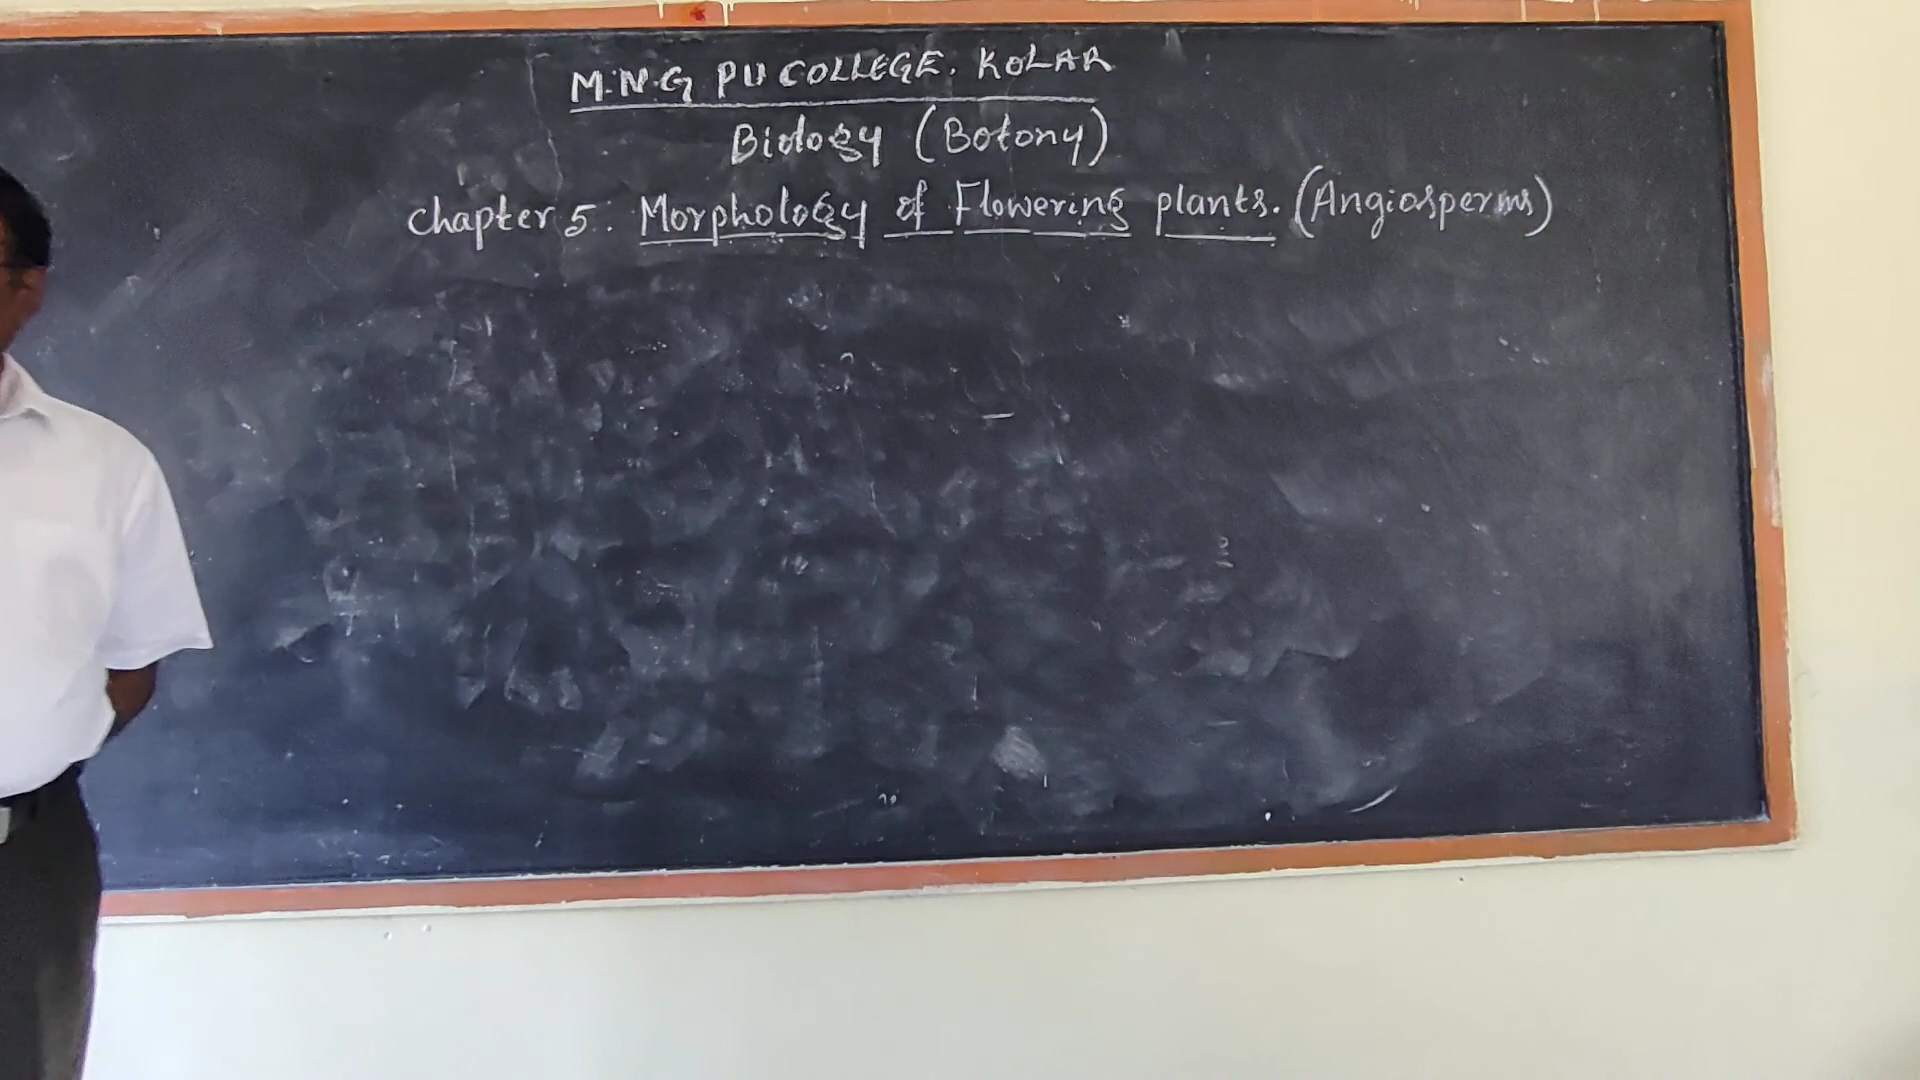 M.N.G PU COLLEGE. KOLAR
Biology (Botony)
chapter 5: Morphology of Flowering plants. (Angiosperms)